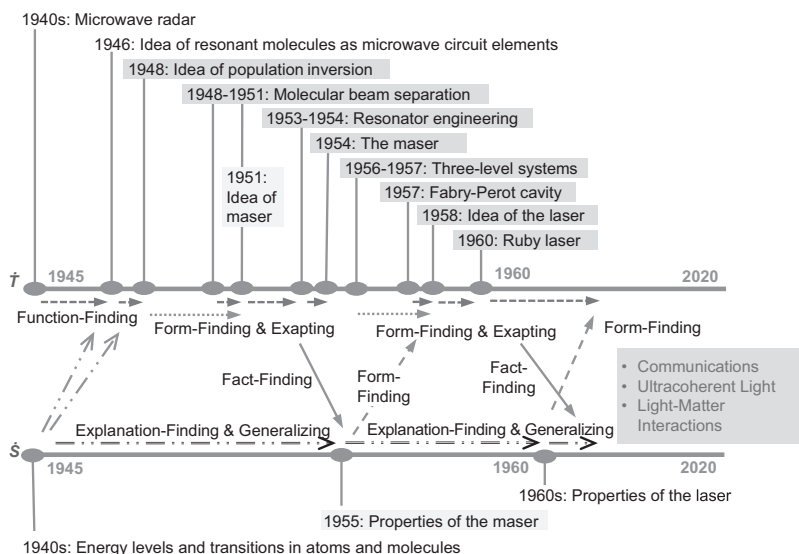 1940s: Microwave radar
1946: Idea of resonant molecules as microwave circuit elements
1948: Idea of population inversion
1948-1951: Molecular beam separation
1953-1954: Resonator engineering
1954: The maser
1951:
Idea of
maser
1956-1957: Three-level systems
1957: Fabry-Perot cavity
1958: Idea of the laser
1960: Ruby laser
Ṫ
1945
1960
2020
Function-Finding
Form-Finding & Exapting
Form-Finding & Exapting
Form-Finding
Fact-Finding
Form-
Finding
Fact-
Finding
• Communications
• Ultracoherent Light
• Light-Matter
Interactions
Explanation-Finding & Generalizing
Explanation-Finding & Generalizing
Ṡ
1945
1960
2020
1960s: Properties of the laser
1955: Properties of the maser
1940s: Energy levels and transitions in atoms and molecules